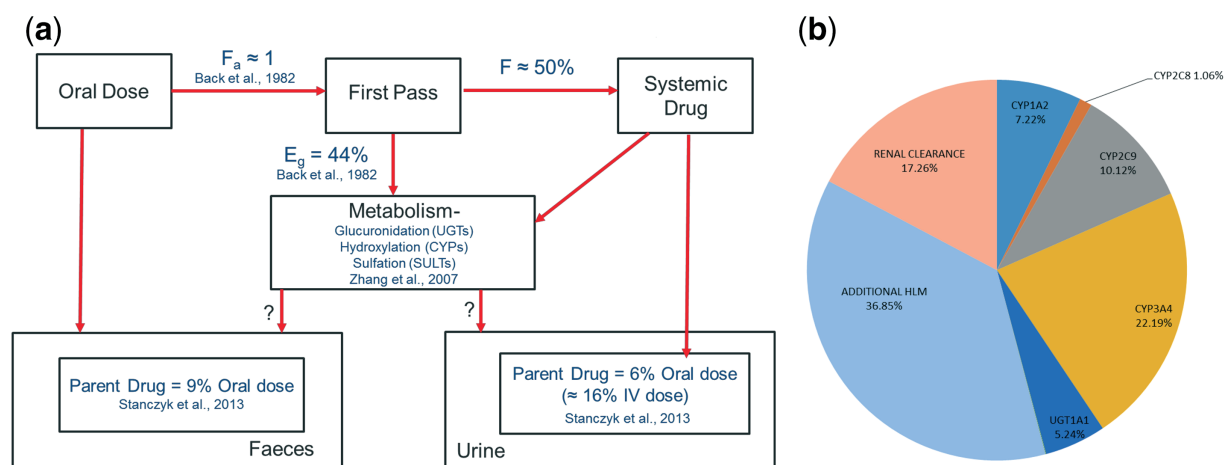 (a)
Oral Dose
Fa ≈ 1
Back et al., 1982
First Pass
F ≈ 50%
Systemic
Drug
Eg = 44%
Back et al., 1982
Metabolism-
Glucuronidation (UGTs)
Hydroxylation (CYPs)
Sulfation (SULTs)
Zhang et al., 2007
?
?
Parent Drug = 9% Oral dose
Stanczyk et al., 2013
Faeces
Parent Drug = 6% Oral dose
(≈ 16% IV dose)
Stanczyk et al., 2013
Urine
(b)
CYP1A2
7.22%
CYP2C8 1.06%
CYP2C9
10.12%
CYP3A4
22.19%
UGT1A1
5.24%
ADDITIONAL HLM
36.85%
RENAL CLEARANCE
17.26%